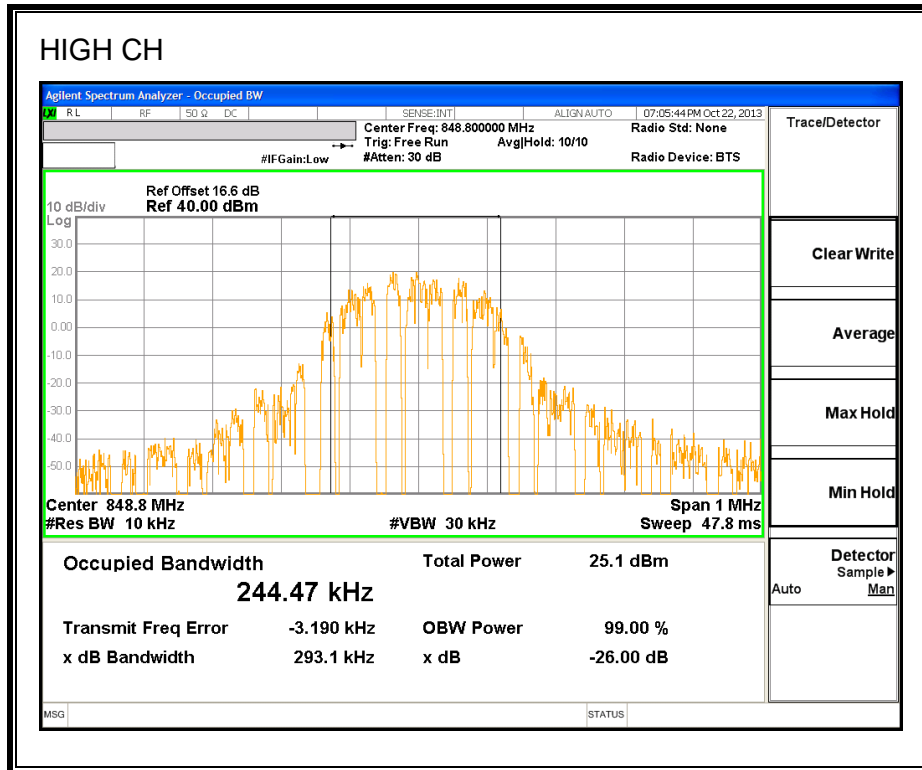 HIGH CH
Agilent Spectrum Analyzer - Occupied BW
LXI RL RF 50 Ω DC SENSE:INT ALIGN AUTO 07:05:44 PM Oct 22, 2013
Center Freq: 848.800000 MHz Radio Std: None
Trig: Free Run Avg|Hold: 10/10
#IFGain:Low #Atten: 30 dB Radio Device: BTS
Ref Offset 16.6 dB
10 dB/div Ref 40.00 dBm
Log
30.0
20.0
10.0
0.00
-10.0
-20.0
-30.0
-40.0
-50.0
Center 848.8 MHz Span 1 MHz
#Res BW 10 kHz #VBW 30 kHz Sweep 47.8 ms
Occupied Bandwidth Total Power 25.1 dBm
244.47 kHz
Transmit Freq Error -3.190 kHz OBW Power 99.00 %
x dB Bandwidth 293.1 kHz x dB -26.00 dB
MSG STATUS
Trace/Detector
Clear Write
Average
Max Hold
Min Hold
Detector
Sample▶
Auto Man